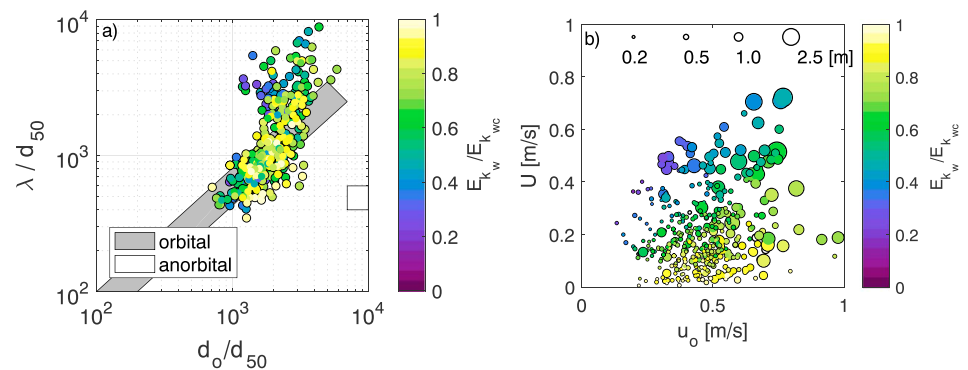 a)
10^4
10^3
10^2
λ / d_50
10^2
10^3
10^4
d_o/d_50
orbital
anorbital
1
0.8
0.6
0.4
0.2
0
E_k_w/E_k_wc
b)
0.2 0.5 1.0 2.5 [m]
1
0.8
0.6
0.4
0.2
0
U [m/s]
0
0.5
1
u_o [m/s]
1
0.8
0.6
0.4
0.2
0
E_k_w/E_k_wc